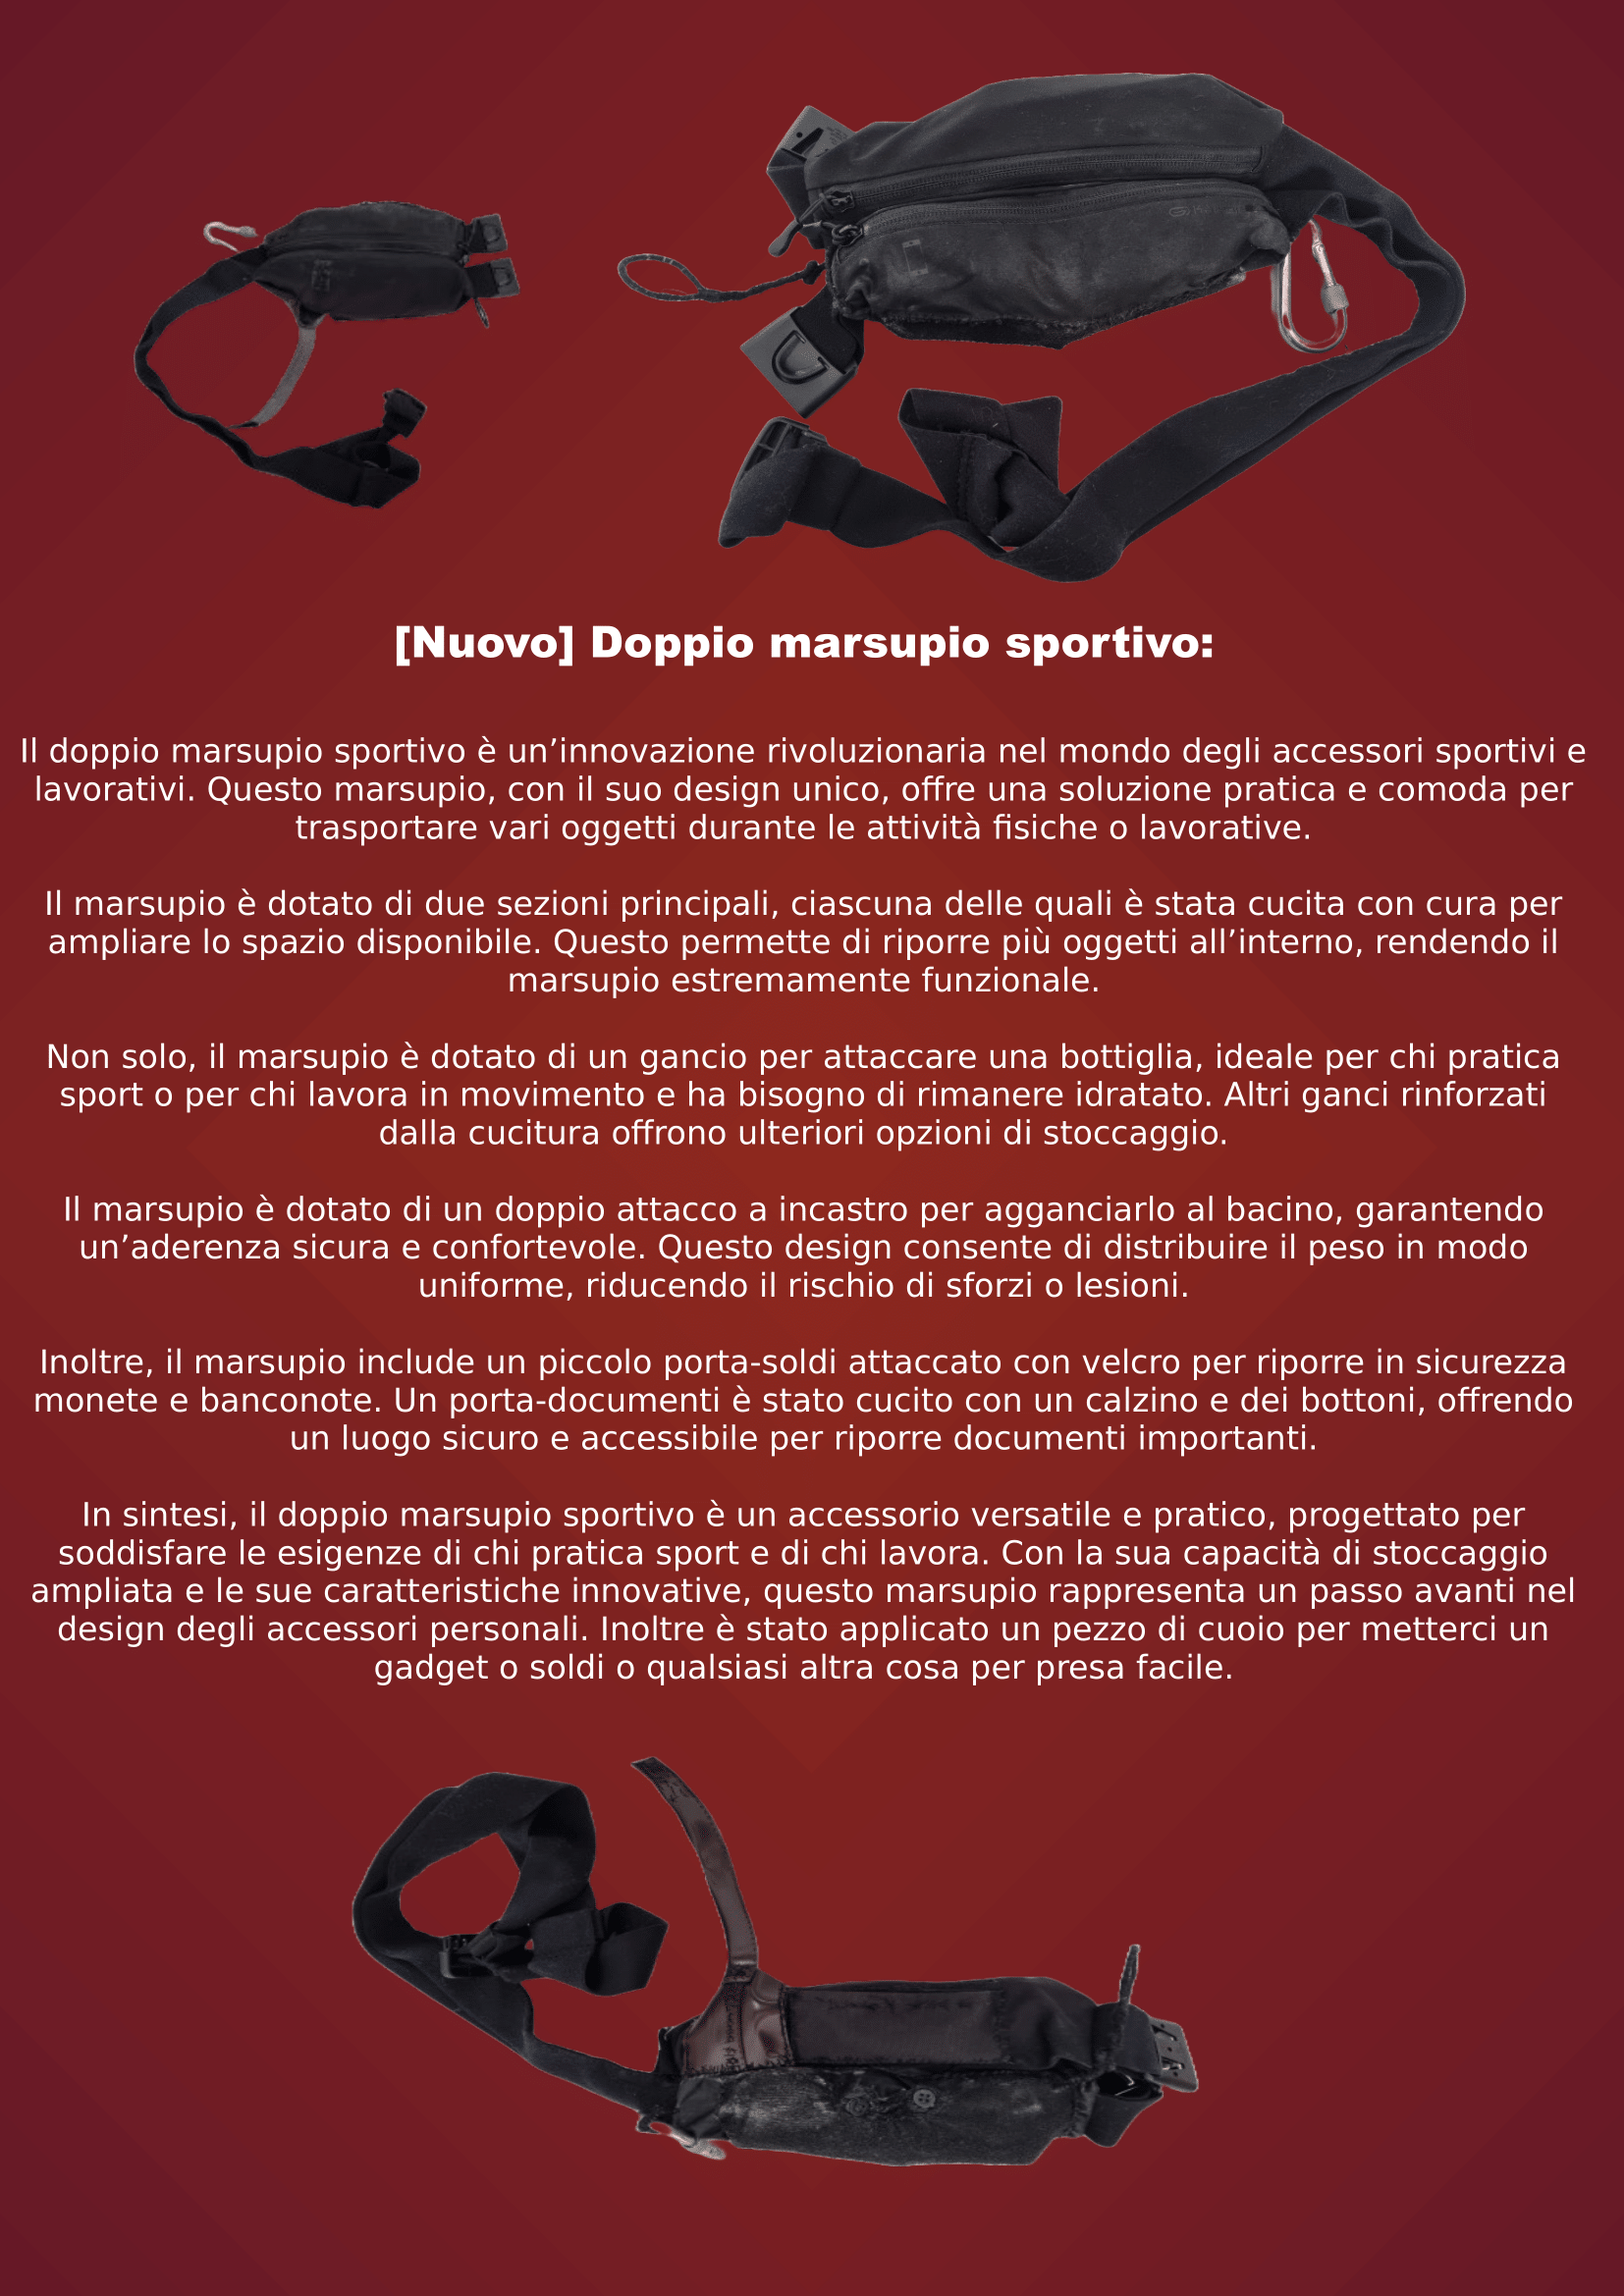 [Nuovo] Doppio marsupio sportivo:
Il doppio marsupio sportivo è un’innovazione rivoluzionaria nel mondo degli accessori sportivi e
lavorativi. Questo marsupio, con il suo design unico, offre una soluzione pratica e comoda per
trasportare vari oggetti durante le attività fisiche o lavorative.
Il marsupio è dotato di due sezioni principali, ciascuna delle quali è stata cucita con cura per
ampliare lo spazio disponibile. Questo permette di riporre più oggetti all’interno, rendendo il
marsupio estremamente funzionale.
Non solo, il marsupio è dotato di un gancio per attaccare una bottiglia, ideale per chi pratica
sport o per chi lavora in movimento e ha bisogno di rimanere idratato. Altri ganci rinforzati
dalla cucitura offrono ulteriori opzioni di stoccaggio.
Il marsupio è dotato di un doppio attacco a incastro per agganciarlo al bacino, garantendo
un’aderenza sicura e confortevole. Questo design consente di distribuire il peso in modo
uniforme, riducendo il rischio di sforzi o lesioni.
Inoltre, il marsupio include un piccolo porta-soldi attaccato con velcro per riporre in sicurezza
monete e banconote. Un porta-documenti è stato cucito con un calzino e dei bottoni, offrendo
un luogo sicuro e accessibile per riporre documenti importanti.
In sintesi, il doppio marsupio sportivo è un accessorio versatile e pratico, progettato per
soddisfare le esigenze di chi pratica sport e di chi lavora. Con la sua capacità di stoccaggio
ampliata e le sue caratteristiche innovative, questo marsupio rappresenta un passo avanti nel
design degli accessori personali. Inoltre è stato applicato un pezzo di cuoio per metterci un
gadget o soldi o qualsiasi altra cosa per presa facile.